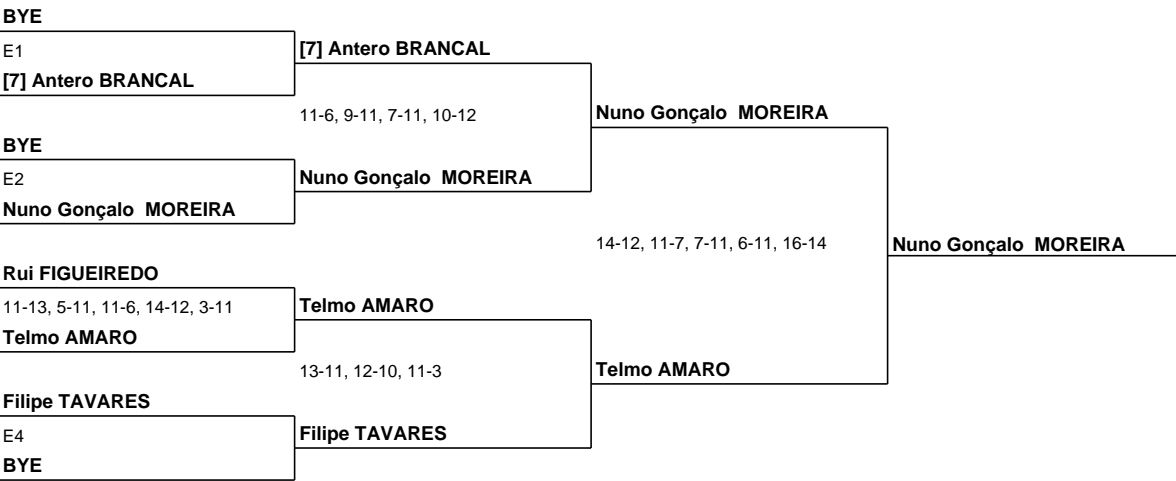 BYE
E1
[7] Antero BRANCAL
[7] Antero BRANCAL
11-6, 9-11, 7-11, 10-12
Nuno Gonçalo  MOREIRA
BYE
E2
Nuno Gonçalo  MOREIRA
Nuno Gonçalo  MOREIRA
14-12, 11-7, 7-11, 6-11, 16-14
Nuno Gonçalo  MOREIRA
Rui FIGUEIREDO
11-13, 5-11, 11-6, 14-12, 3-11
Telmo AMARO
Telmo AMARO
13-11, 12-10, 11-3
Telmo AMARO
Filipe TAVARES
E4
Filipe TAVARES
BYE